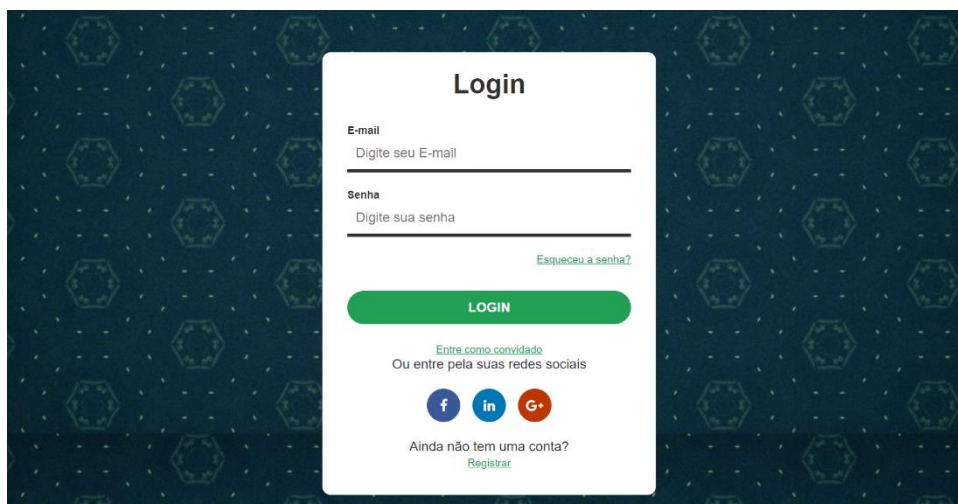 Login
E-mail
Digite seu E-mail
Senha
Digite sua senha
Esqueceu a senha?
LOGIN
Entre como convidado
Ou entre pela suas redes sociais
f in G+
Ainda não tem uma conta?
Registrar